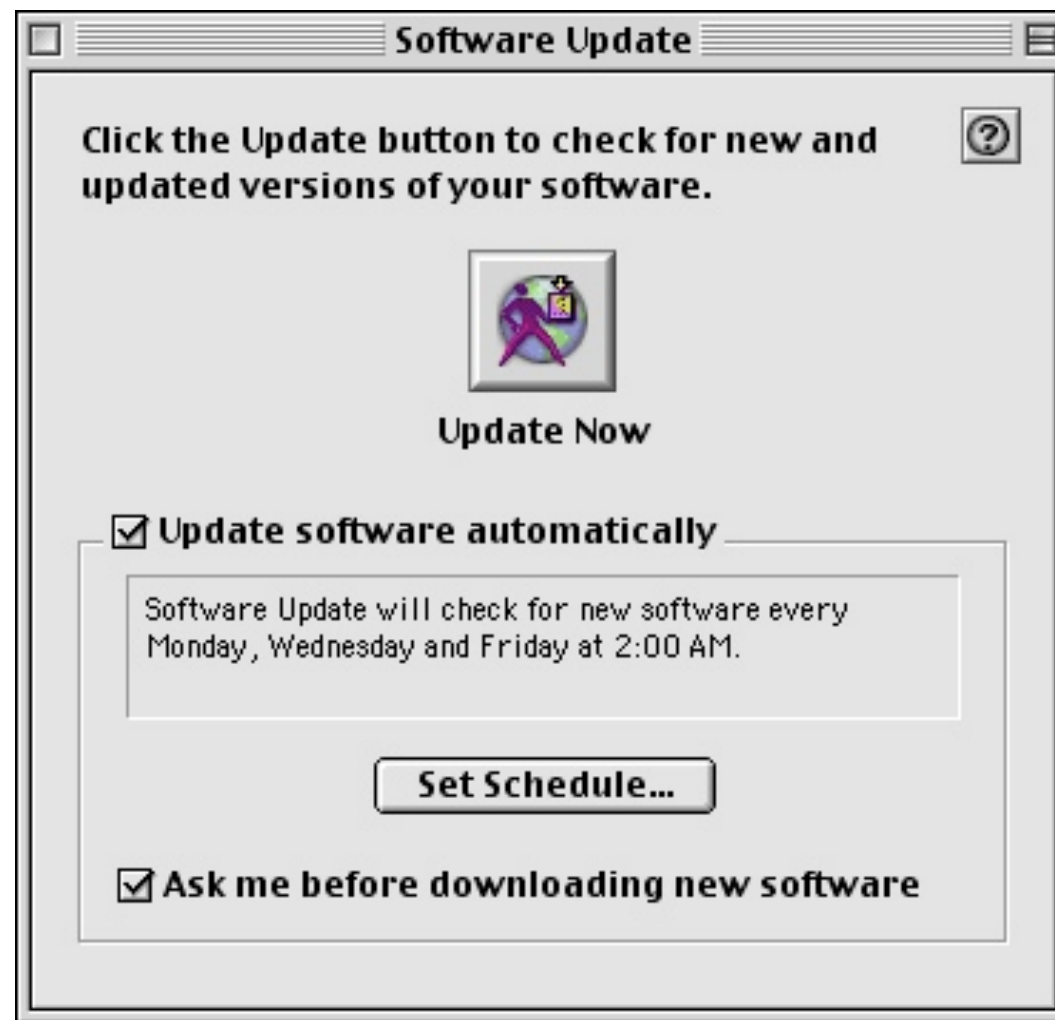 Software Update
Click the Update button to check for new and
updated versions of your software.
?
Update Now
Update software automatically
Software Update will check for new software every
Monday, Wednesday and Friday at 2:00 AM.
Set Schedule...
Ask me before downloading new software